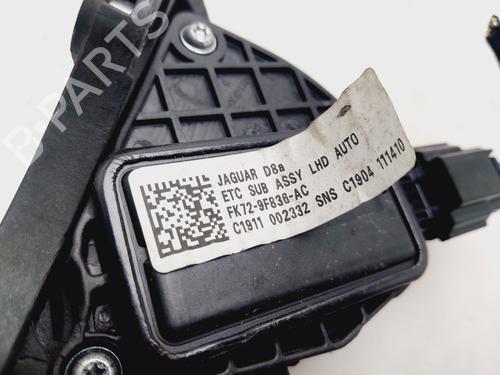 JAGUAR D8a
ETC SUB ASSY LHD AUTO
FK72-9F836-AC
C1911 002332 SNS C1904 111410
B-PARTS